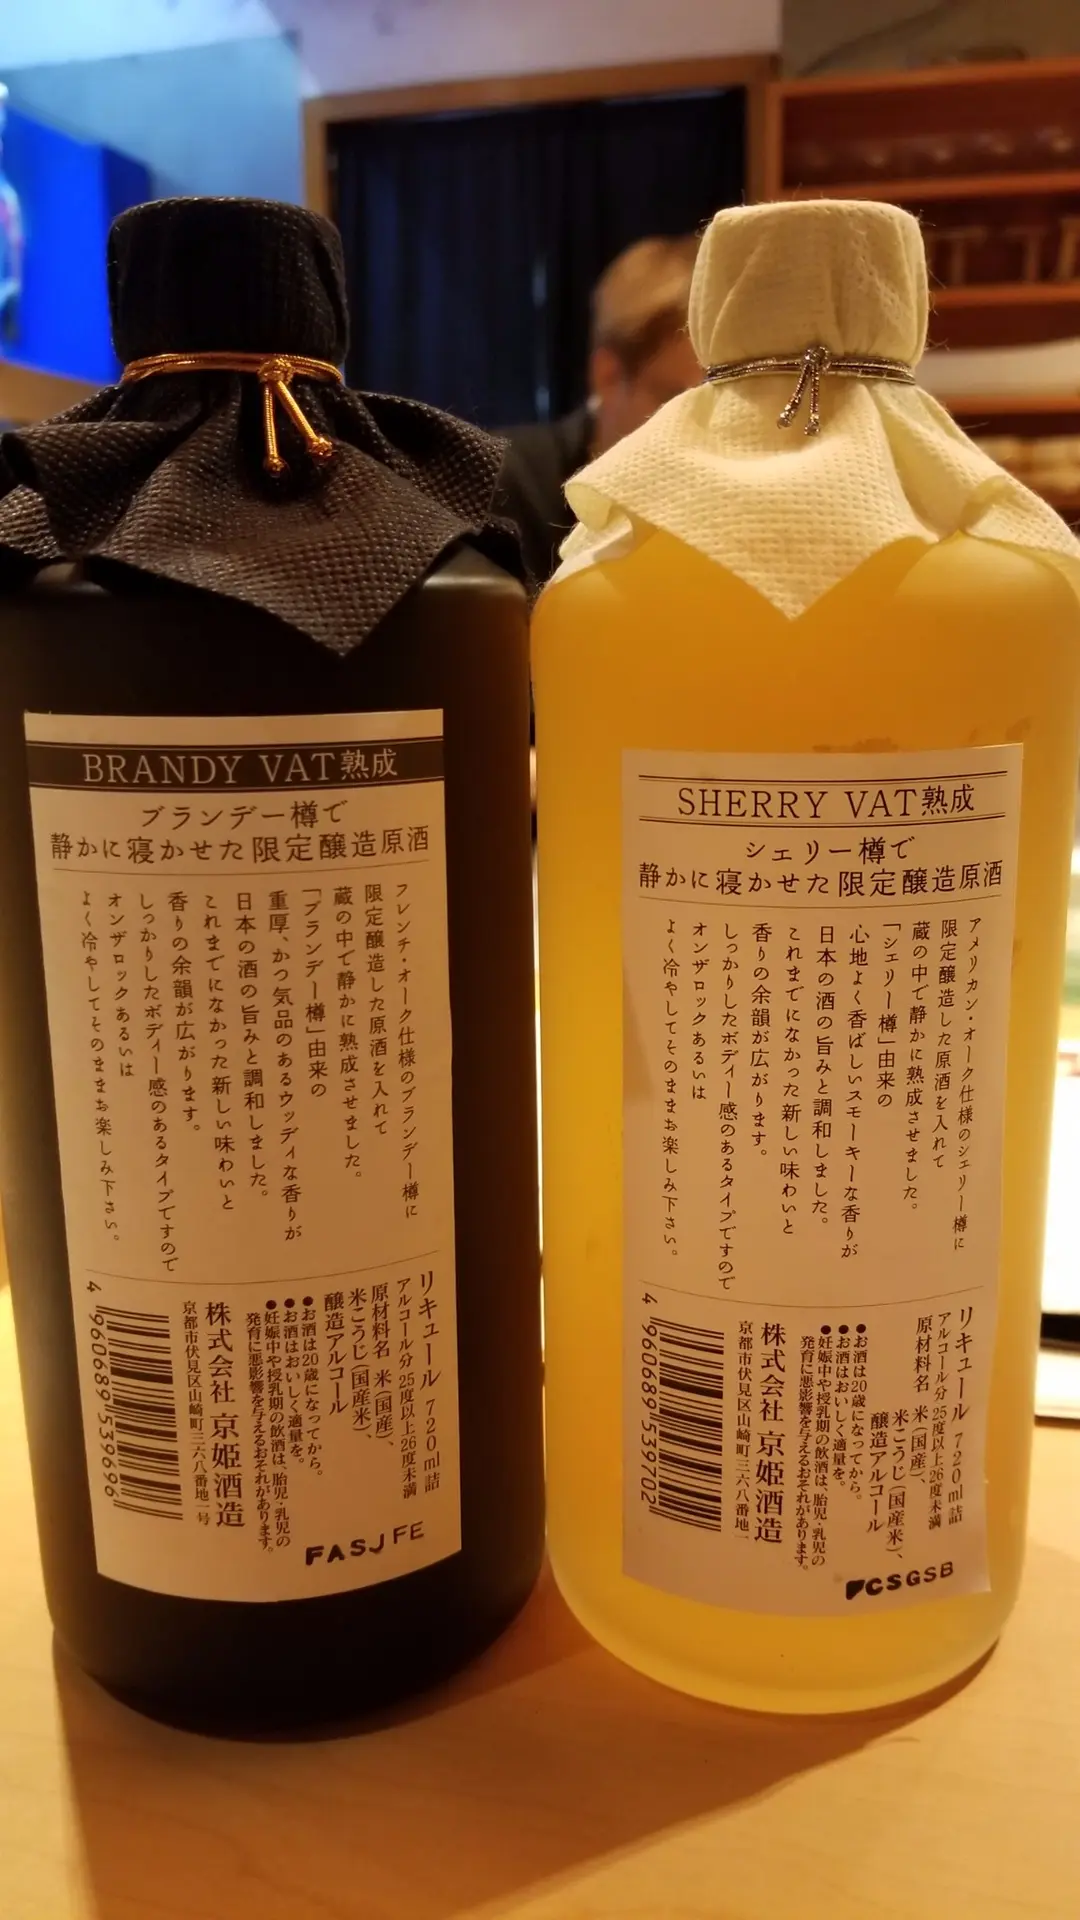 BRANDY VAT熟成
ブランデー樽で
静かに寝かせた限定醸造原酒
フレンチ・オーク仕様のブランデー樽に
限定醸造した原酒を入れて
蔵の中で静かに熟成させました。
「ブランデー樽」由来の
重厚、かつ気品のあるウッディな香りが
日本の酒の旨みと調和しました。
これまでになかった新しい味わいと
香りの余韻が広がります。
しっかりしたボディー感のあるタイプですので
オンザロックあるいは
よく冷やしてそのままお楽しみ下さい。
リキュール 720ml詰
アルコール分 25度以上26度未満
原材料名 米(国産)、
米こうじ(国産米)、
醸造アルコール
●お酒は20歳になってから。
●お酒はおいしく適量を。
●妊娠中や授乳期の飲酒は、胎児・乳児の
発育に悪影響を与えるおそれがあります。
株式会社 京姫酒造
京都市伏見区山崎町三六八番地一号
4 960689 539696
FASJFE
SHERRY VAT熟成
シェリー樽で
静かに寝かせた限定醸造原酒
アメリカン・オーク仕様のシェリー樽に
限定醸造した原酒を入れて
蔵の中で静かに熟成させました。
「シェリー樽」由来の
心地よく香ばしいスモーキーな香りが
日本の酒の旨みと調和しました。
これまでになかった新しい味わいと
香りの余韻が広がります。
しっかりしたボディー感のあるタイプですので
オンザロックあるいは
よく冷やしてそのままお楽しみ下さい。
リキュール 720ml詰
アルコール分 25度以上26度未満
原材料名 米(国産)、
米こうじ(国産米)、
醸造アルコール
●お酒は20歳になってから。
●お酒はおいしく適量を。
●妊娠中や授乳期の飲酒は、胎児・乳児の
発育に悪影響を与えるおそれがあります。
株式会社 京姫酒造
京都市伏見区山崎町三六八番地一
4 960689 539702
CSGSB